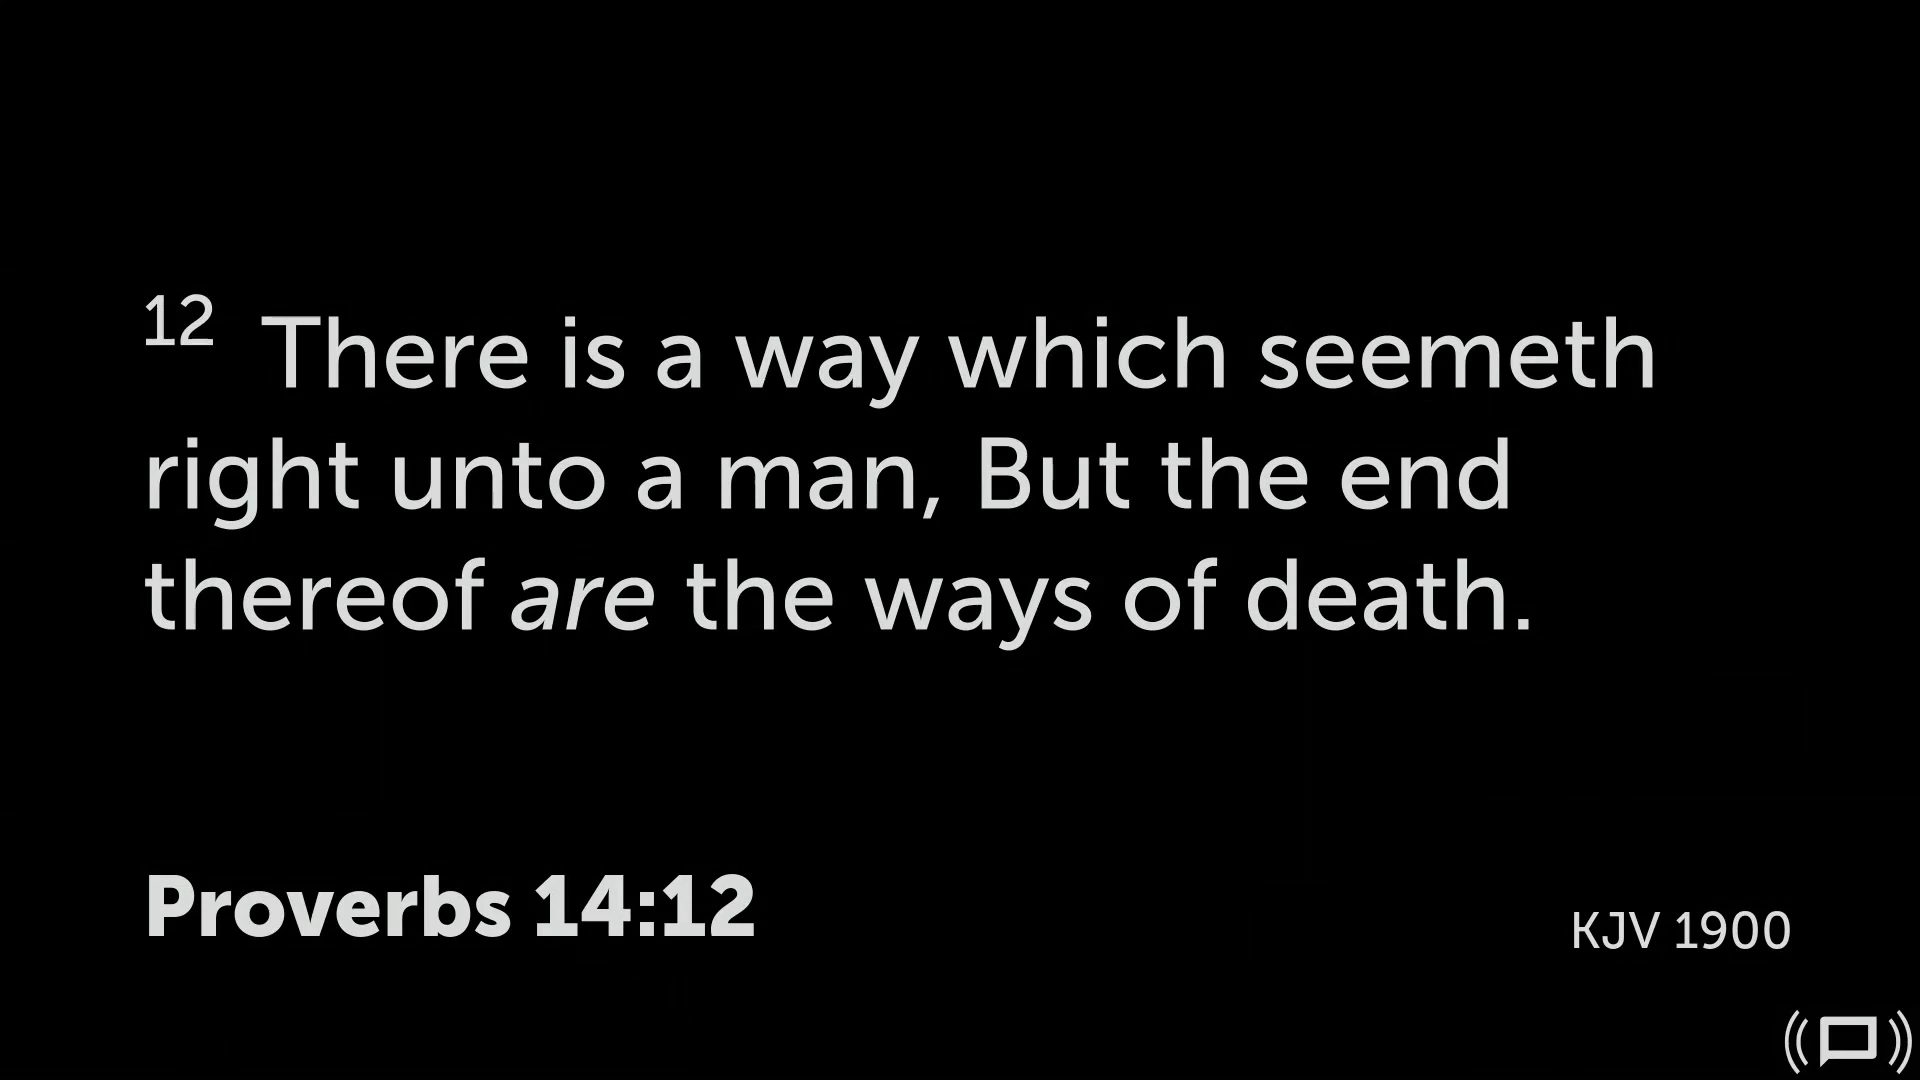 12 There is a way which seemeth
right unto a man, But the end
thereof are the ways of death.
Proverbs 14:12
KJV 1900